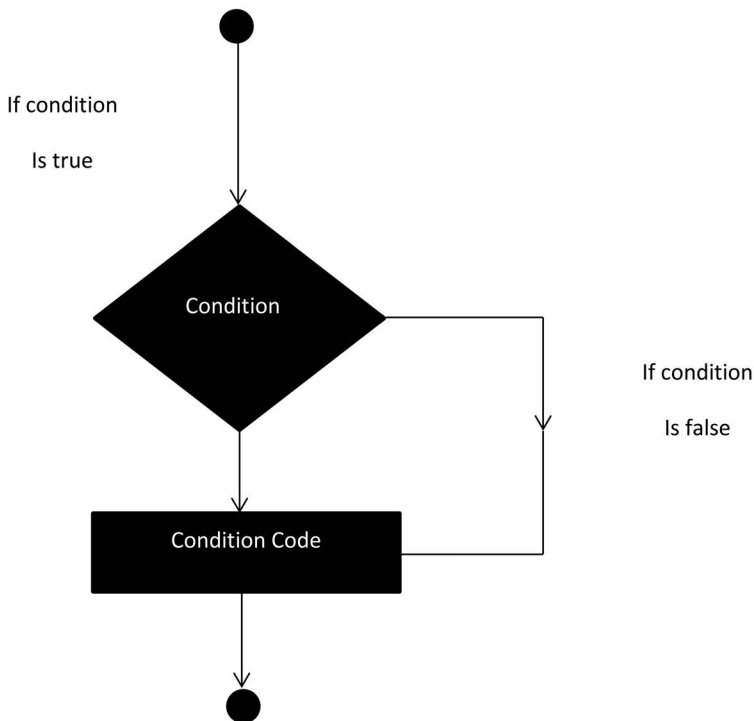 If condition
Is true
Condition
If condition
Is false
Condition Code